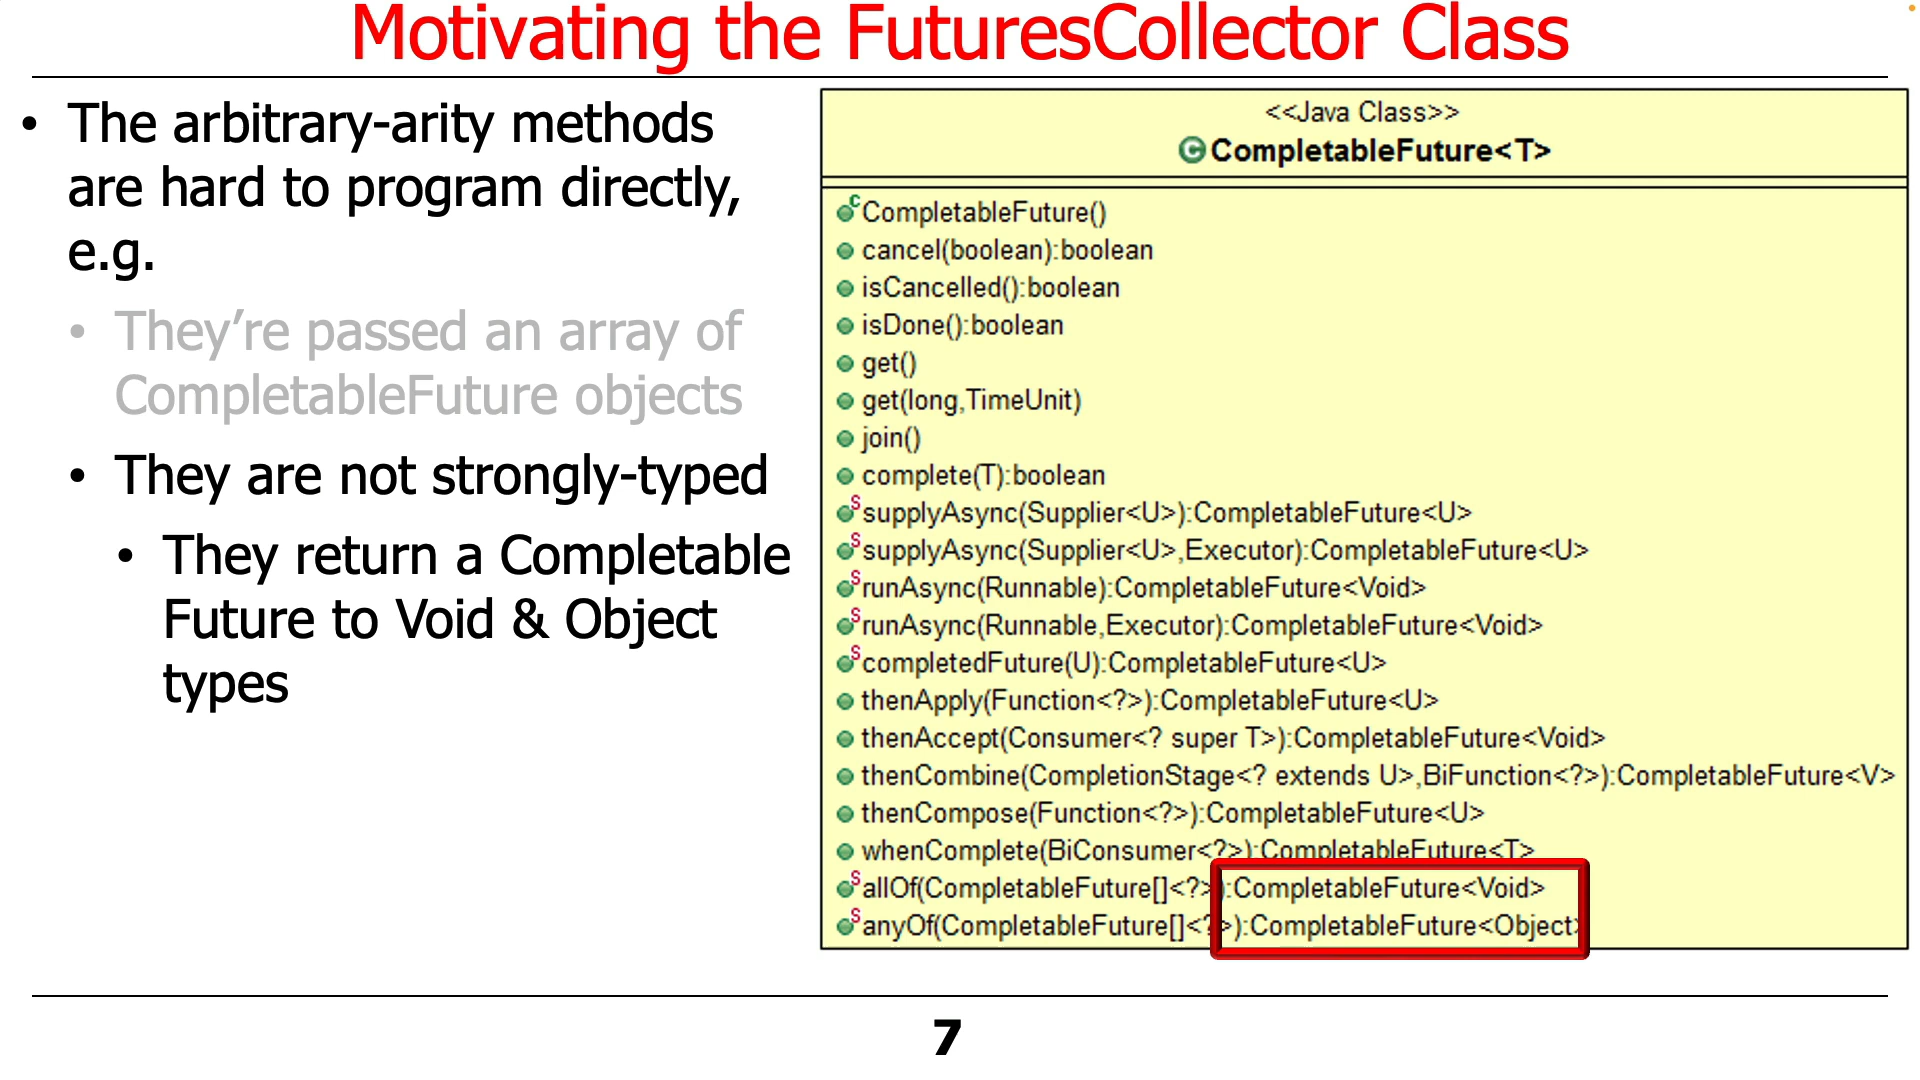 Motivating the FuturesCollector Class
• The arbitrary-arity methods
are hard to program directly,
e.g.
• They’re passed an array of
CompletableFuture objects
• They are not strongly-typed
• They return a Completable
Future to Void & Object
types
<<Java Class>>
C CompletableFuture<T>
C CompletableFuture()
cancel(boolean):boolean
isCancelled():boolean
isDone():boolean
get()
get(long,TimeUnit)
join()
complete(T):boolean
S supplyAsync(Supplier<U>):CompletableFuture<U>
S supplyAsync(Supplier<U>,Executor):CompletableFuture<U>
S runAsync(Runnable):CompletableFuture<Void>
S runAsync(Runnable,Executor):CompletableFuture<Void>
S completedFuture(U):CompletableFuture<U>
thenApply(Function<?>):CompletableFuture<U>
thenAccept(Consumer<? super T>):CompletableFuture<Void>
thenCombine(CompletionStage<? extends U>,BiFunction<?>):CompletableFuture<V>
thenCompose(Function<?>):CompletableFuture<U>
whenComplete(BiConsumer<?>):CompletableFuture<T>
S allOf(CompletableFuture[]<?>):CompletableFuture<Void>
S anyOf(CompletableFuture[]<?>):CompletableFuture<Object>
7